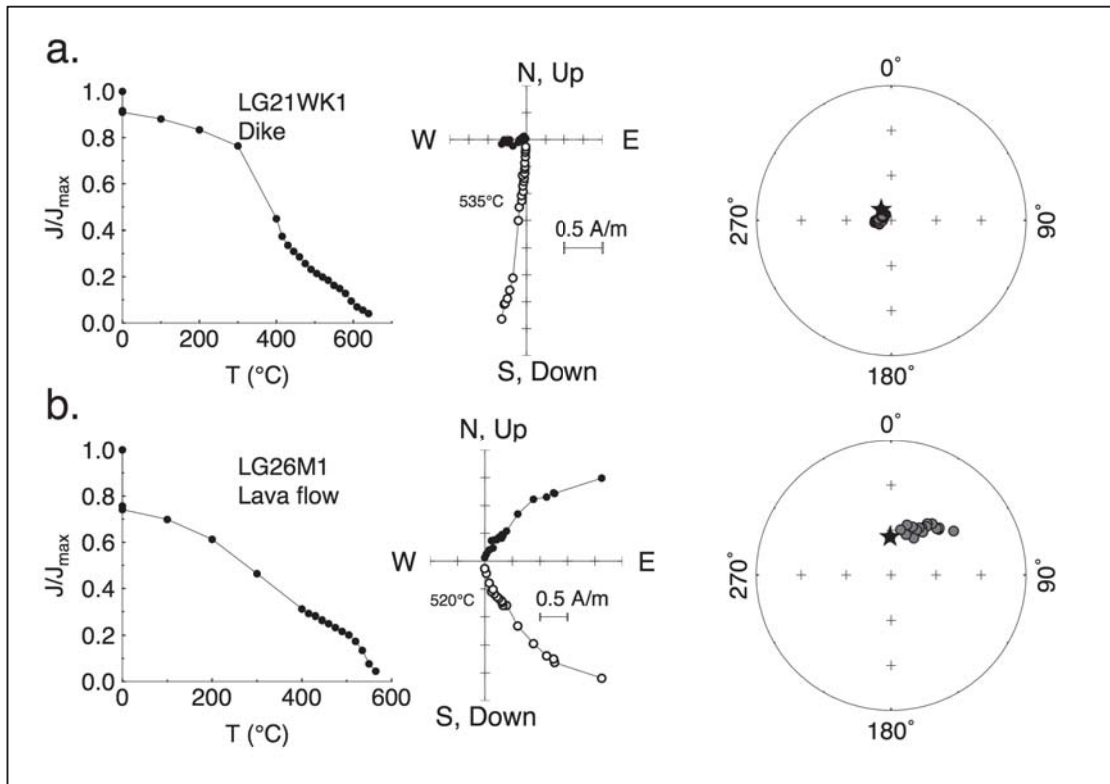 a.
LG21WK1
Dike
1.0
0.8
0.6
0.4
0.2
0.0
J/Jmax
0
200
400
600
T (°C)
N, Up
W
E
535°C
0.5 A/m
S, Down
0°
270°
90°
180°
b.
LG26M1
Lava flow
1.0
0.8
0.6
0.4
0.2
0.0
J/Jmax
0
200
400
600
T (°C)
N, Up
W
E
520°C
0.5 A/m
S, Down
0°
270°
90°
180°